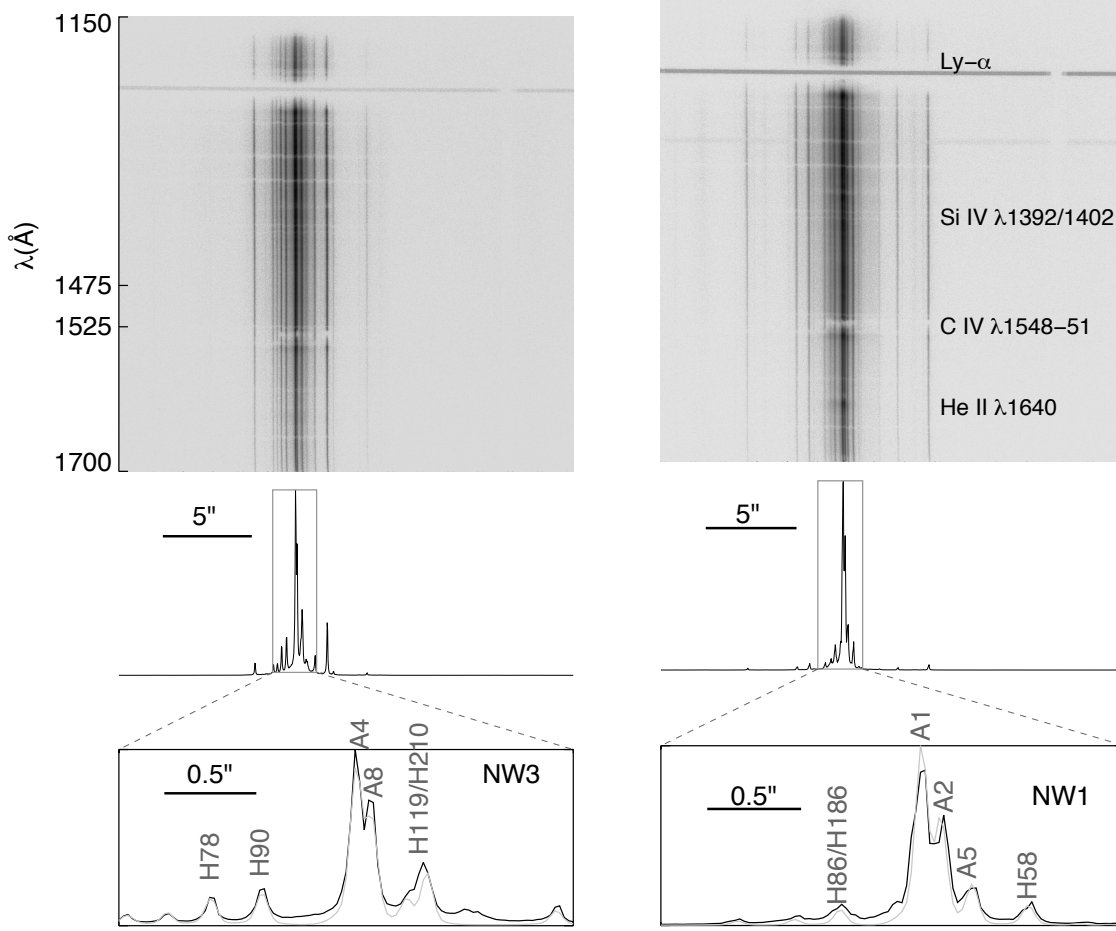 1150
λ(Å)
1475
1525
1700
Ly−α
Si IV λ1392/1402
C IV λ1548−51
He II λ1640
5"
5"
0.5"
H78
H90
A4
A8
H119/H210
NW3
0.5"
H86/H186
A1
A2
A5
H58
NW1